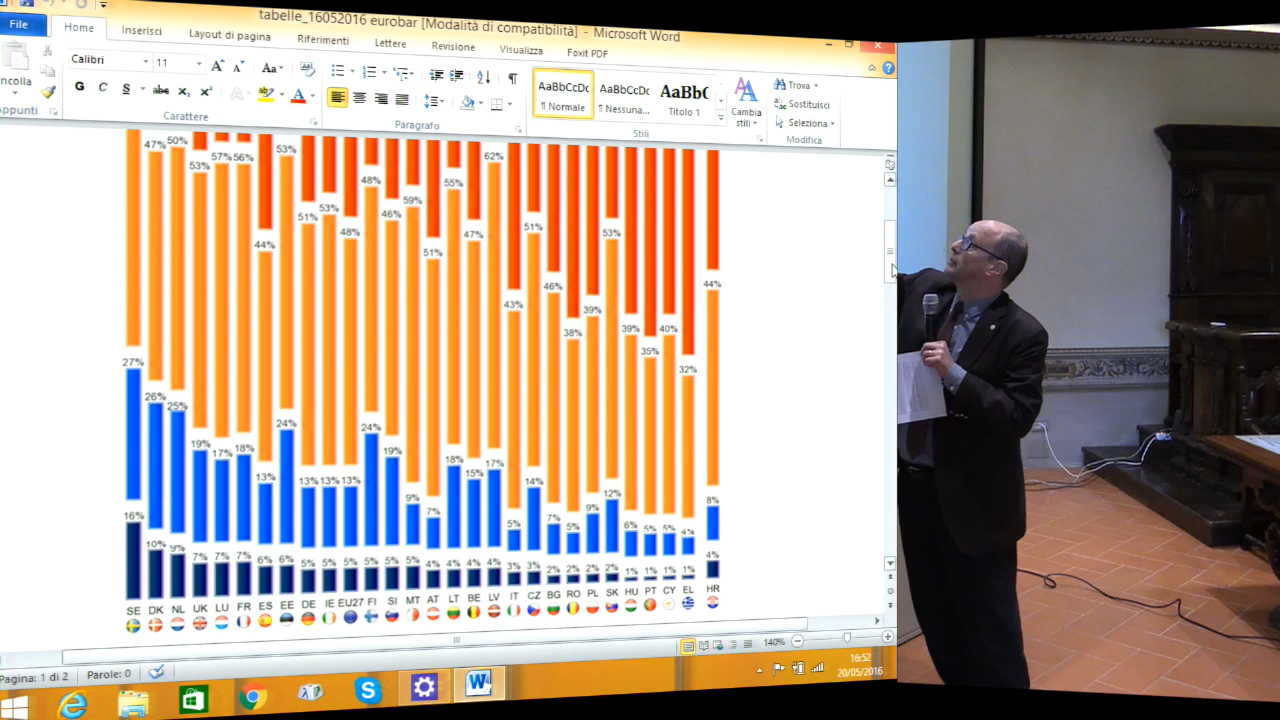 tabelle_16052016 eurobar [Modalità di compatibilità] - Microsoft Word
File Home Inserisci Layout di pagina Riferimenti Lettere Revisione Visualizza Foxit PDF
Calibri 11 Aa
G C S abc x₂ x²
ncolla
Appunti Carattere Paragrafo Stili Modifica
AaBbCcDc AaBbCcDc AaBbC
¶ Normale ¶ Nessuna... Titolo 1
Cambia stili
Trova
Sostituisci
Seleziona
47% 50% 53% 57% 56% 44% 53% 51% 53% 48% 48% 46% 59% 51% 55% 47% 62% 43% 51% 46% 38% 39% 53% 39% 35% 40% 32% 44%
27% 26% 25% 19% 17% 18% 13% 24% 13% 13% 13% 24% 19% 9% 7% 18% 15% 17% 5% 14% 7% 5% 9% 12% 6% 5% 5% 4% 8%
16% 10% 9% 7% 7% 7% 6% 6% 5% 5% 5% 5% 5% 5% 4% 4% 4% 4% 3% 3% 2% 2% 2% 2% 1% 1% 1% 1% 4%
SE DK NL UK LU FR ES EE DE IE EU27 FI SI MT AT LT BE LV IT CZ BG RO PL SK HU PT CY EL HR
Pagina: 1 di 2 Parole: 0 140%
16:52
20/05/2016